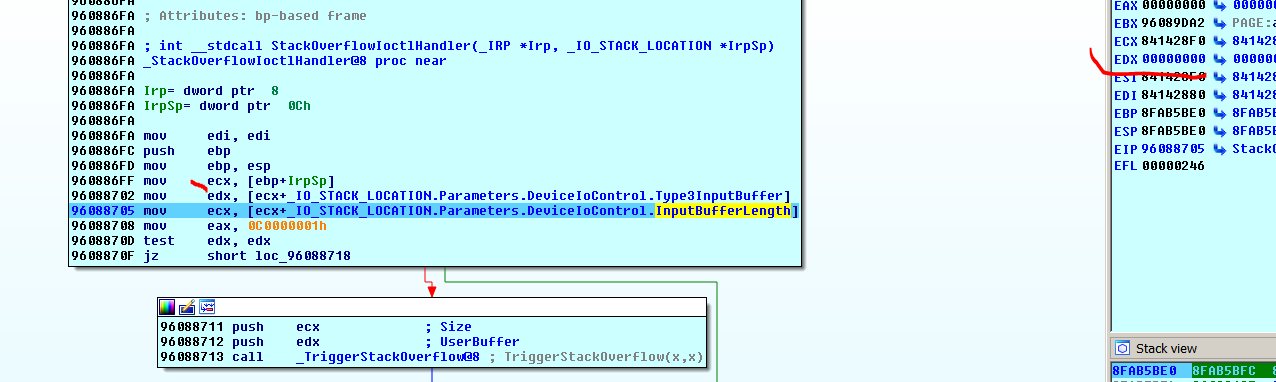 960886FA
960886FA ; Attributes: bp-based frame
960886FA
960886FA ; int __stdcall StackOverflowIoctlHandler(_IRP *Irp, _IO_STACK_LOCATION *IrpSp)
960886FA _StackOverflowIoctlHandler@8 proc near
960886FA
960886FA Irp= dword ptr 8
960886FA IrpSp= dword ptr 0Ch
960886FA
960886FA mov edi, edi
960886FC push ebp
960886FD mov ebp, esp
960886FF mov ecx, [ebp+IrpSp]
96088702 mov edx, [ecx+_IO_STACK_LOCATION.Parameters.DeviceIoControl.Type3InputBuffer]
96088705 mov ecx, [ecx+_IO_STACK_LOCATION.Parameters.DeviceIoControl.InputBufferLength]
96088708 mov eax, 0C0000001h
9608870D test edx, edx
9608870F jz short loc_96088718
96088711 push ecx ; Size
96088712 push edx ; UserBuffer
96088713 call _TriggerStackOverflow@8 ; TriggerStackOverflow(x,x)
EAX 00000000 00000
EBX 96089DA2 PAGE:a
ECX 841428F0 841428
EDX 00000000 00000
ESI 841428F0 841428
EDI 84142880 841428
EBP 8FAB5BE0 8FAB5B
ESP 8FAB5BE0 8FAB5B
EIP 96088705 StackO
EFL 00000246
Stack view
8FAB5BE0 8FAB5BFC